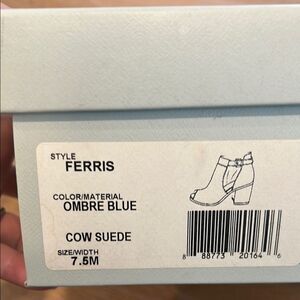 STYLE
FERRIS
COLOR/MATERIAL
OMBRE BLUE
COW SUEDE
SIZE/WIDTH
7.5M
8 88773 20164 6